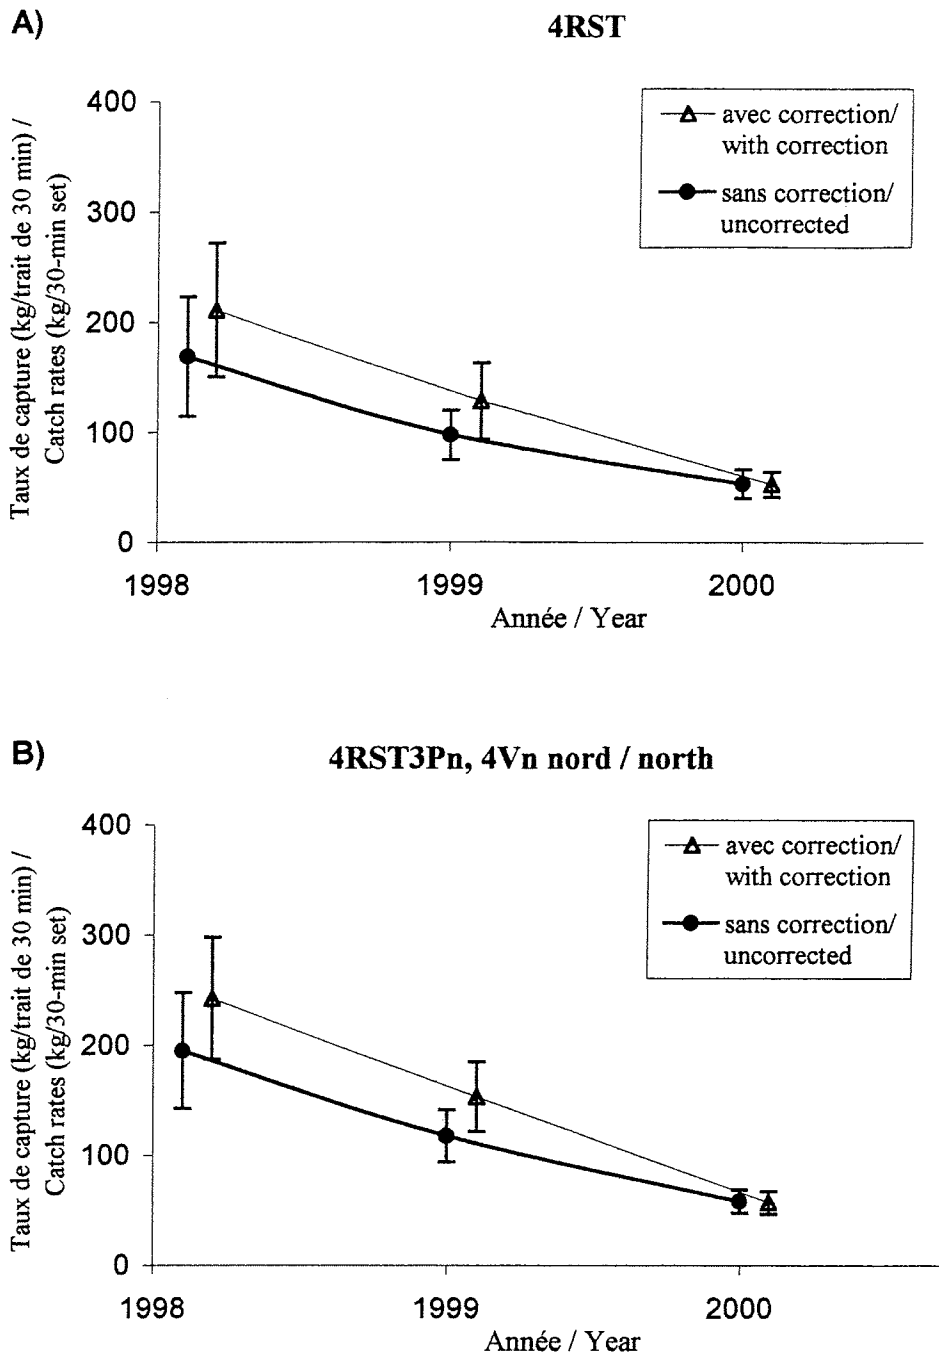 A)
4RST
Taux de capture (kg/trait de 30 min) /
Catch rates (kg/30-min set)
400
300
200
100
0
avec correction/
with correction
sans correction/
uncorrected
1998
1999
2000
Année / Year
B)
4RST3Pn, 4Vn nord / north
Taux de capture (kg/trait de 30 min) /
Catch rates (kg/30-min set)
400
300
200
100
0
avec correction/
with correction
sans correction/
uncorrected
1998
1999
2000
Année / Year